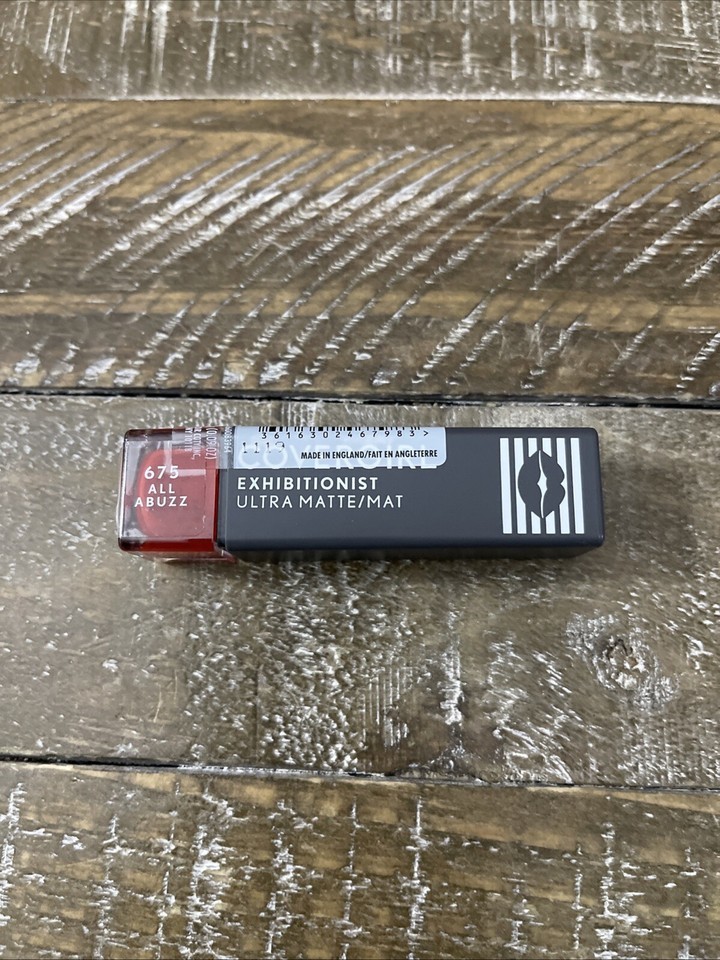 3616302467983>
MADE IN ENGLAND/FAIT EN ANGLETERRE
COVERGIRL
EXHIBITIONIST
ULTRA MATTE/MAT
675
ALL
ABUZZ